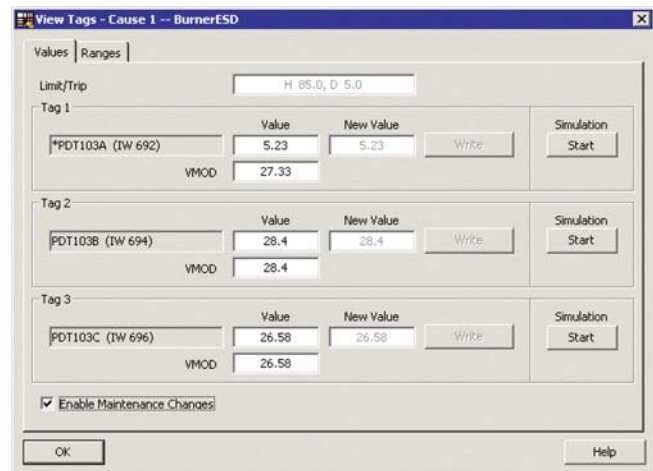 View Tags - Cause 1 -- BurnerESD
Values Ranges
Limit/Trip H 85.0, D 5.0
Tag 1
Value New Value Simulation
*PDT103A (IW 692) 5.23 5.23 Write Start
VMOD 27.33
Tag 2
Value New Value Simulation
PDT103B (IW 694) 28.4 28.4 Write Start
VMOD 28.4
Tag 3
Value New Value Simulation
PDT103C (IW 696) 26.58 26.58 Write Start
VMOD 26.58
Enable Maintenance Changes
OK Help